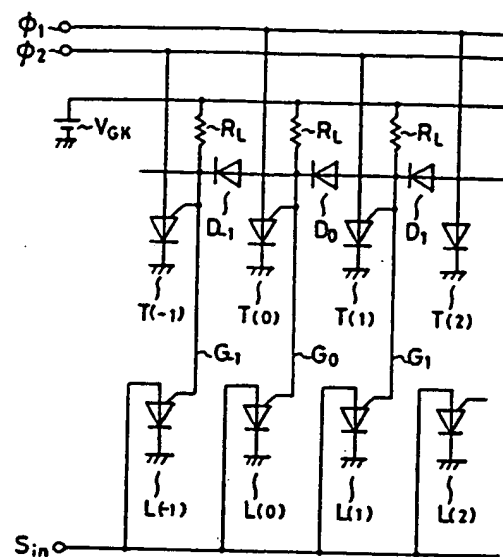 ϕ1
ϕ2
VGK
RL RL RL
D-1 D0 D1
T(-1) T(0) T(1) T(2)
G1 G0 G1
L(-1) L(0) L(1) L(2)
Sin